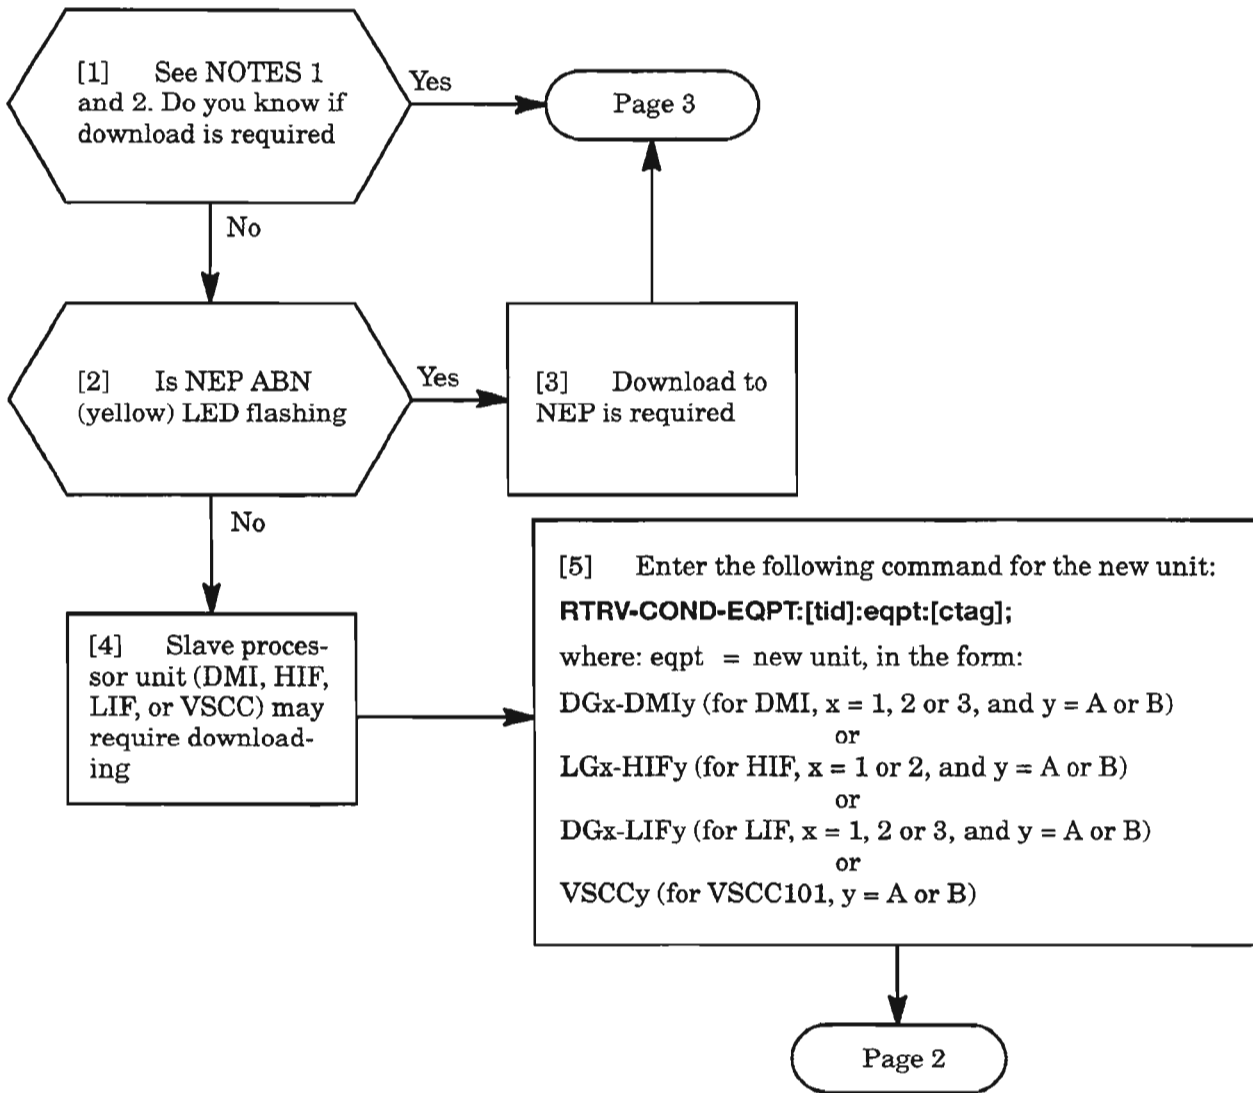 [1] See NOTES 1
and 2. Do you know if
download is required
Yes
Page 3
No
[2] Is NEP ABN
(yellow) LED flashing
Yes
[3] Download to
NEP is required
No
[4] Slave proces-
sor unit (DMI, HIF,
LIF, or VSCC) may
require download-
ing
[5] Enter the following command for the new unit:
RTRV-COND-EQPT:[tid]:eqpt:[ctag];
where: eqpt = new unit, in the form:
DGx-DMIy (for DMI, x = 1, 2 or 3, and y = A or B)
or
LGx-HIFy (for HIF, x = 1 or 2, and y = A or B)
or
DGx-LIFy (for LIF, x = 1, 2 or 3, and y = A or B)
or
VSCCy (for VSCC101, y = A or B)
Page 2